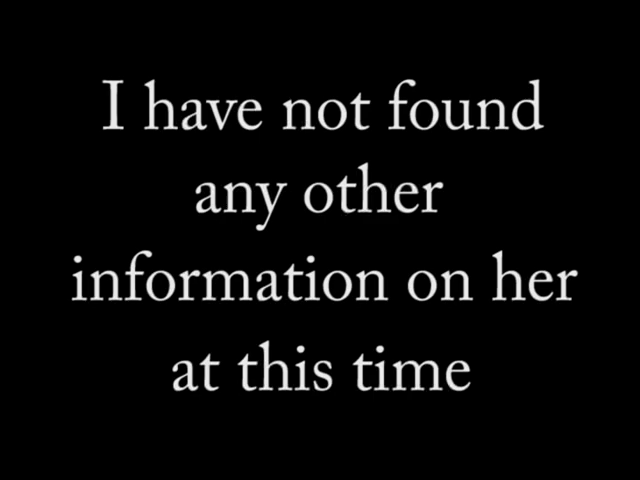 I have not found
any other
information on her
at this time